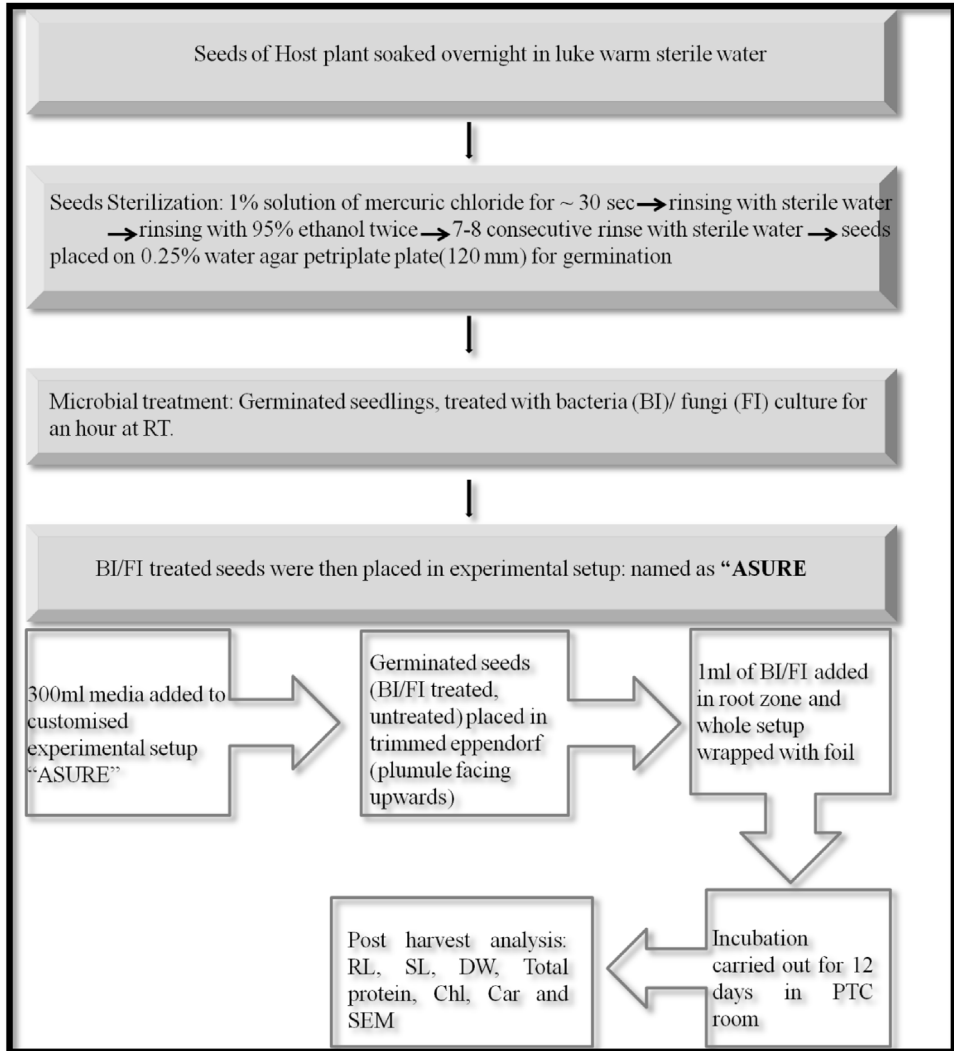 Seeds of Host plant soaked overnight in luke warm sterile water
Seeds Sterilization: 1% solution of mercuric chloride for ~ 30 sec→rinsing with sterile water
→rinsing with 95% ethanol twice→7-8 consecutive rinse with sterile water→seeds
placed on 0.25% water agar petriplate plate(120 mm) for germination
Microbial treatment: Germinated seedlings, treated with bacteria (BI)/ fungi (FI) culture for
an hour at RT.
BI/FI treated seeds were then placed in experimental setup: named as “ASURE
300ml media added to
customised
experimental setup
“ASURE”
Germinated seeds
(BI/FI treated,
untreated) placed in
trimmed eppendorf
(plumule facing
upwards)
1ml of BI/FI added
in root zone and
whole setup
wrapped with foil
Incubation
carried out for 12
days in PTC
room
Post harvest analysis:
RL, SL, DW, Total
protein, Chl, Car and
SEM